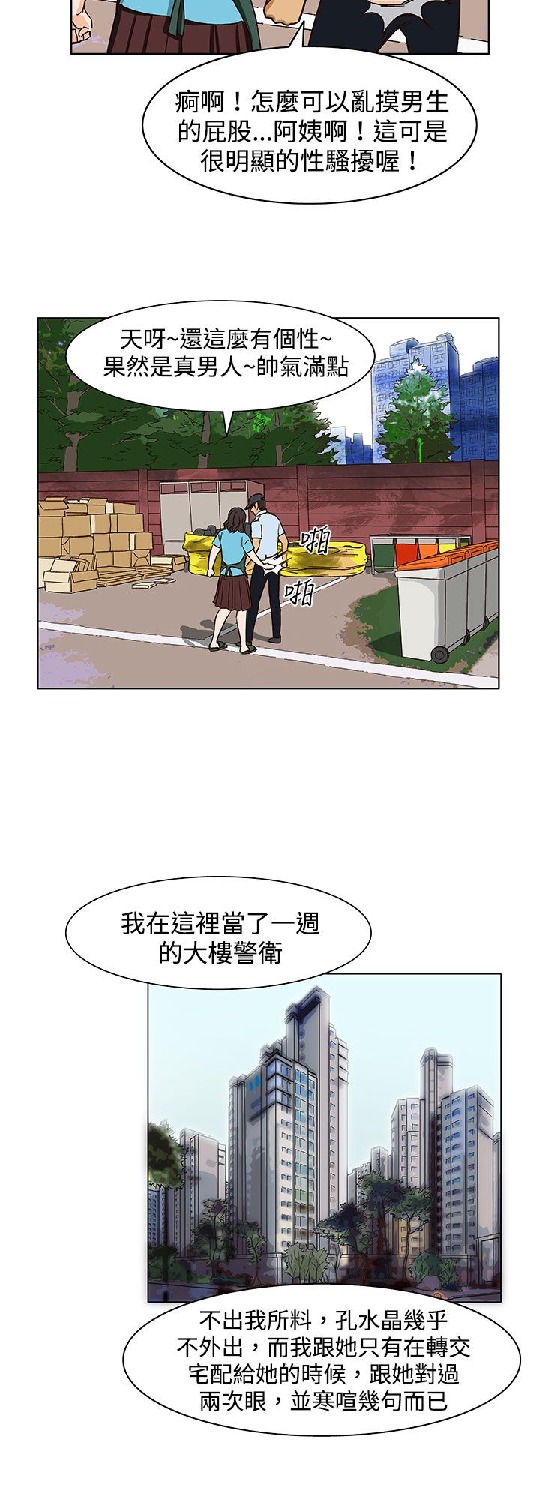 痾啊！怎麼可以亂摸男生
的屁股...阿姨啊！這可是
很明顯的性騷擾喔！
天呀~還這麼有個性~
果然是真男人~帥氣滿點
啪
啪
我在這裡當了一週
的大樓警衛
不出我所料，孔水晶幾乎
不外出，而我跟她只有在轉交
宅配給她的時候，跟她對過
兩次眼，並寒喧幾句而已